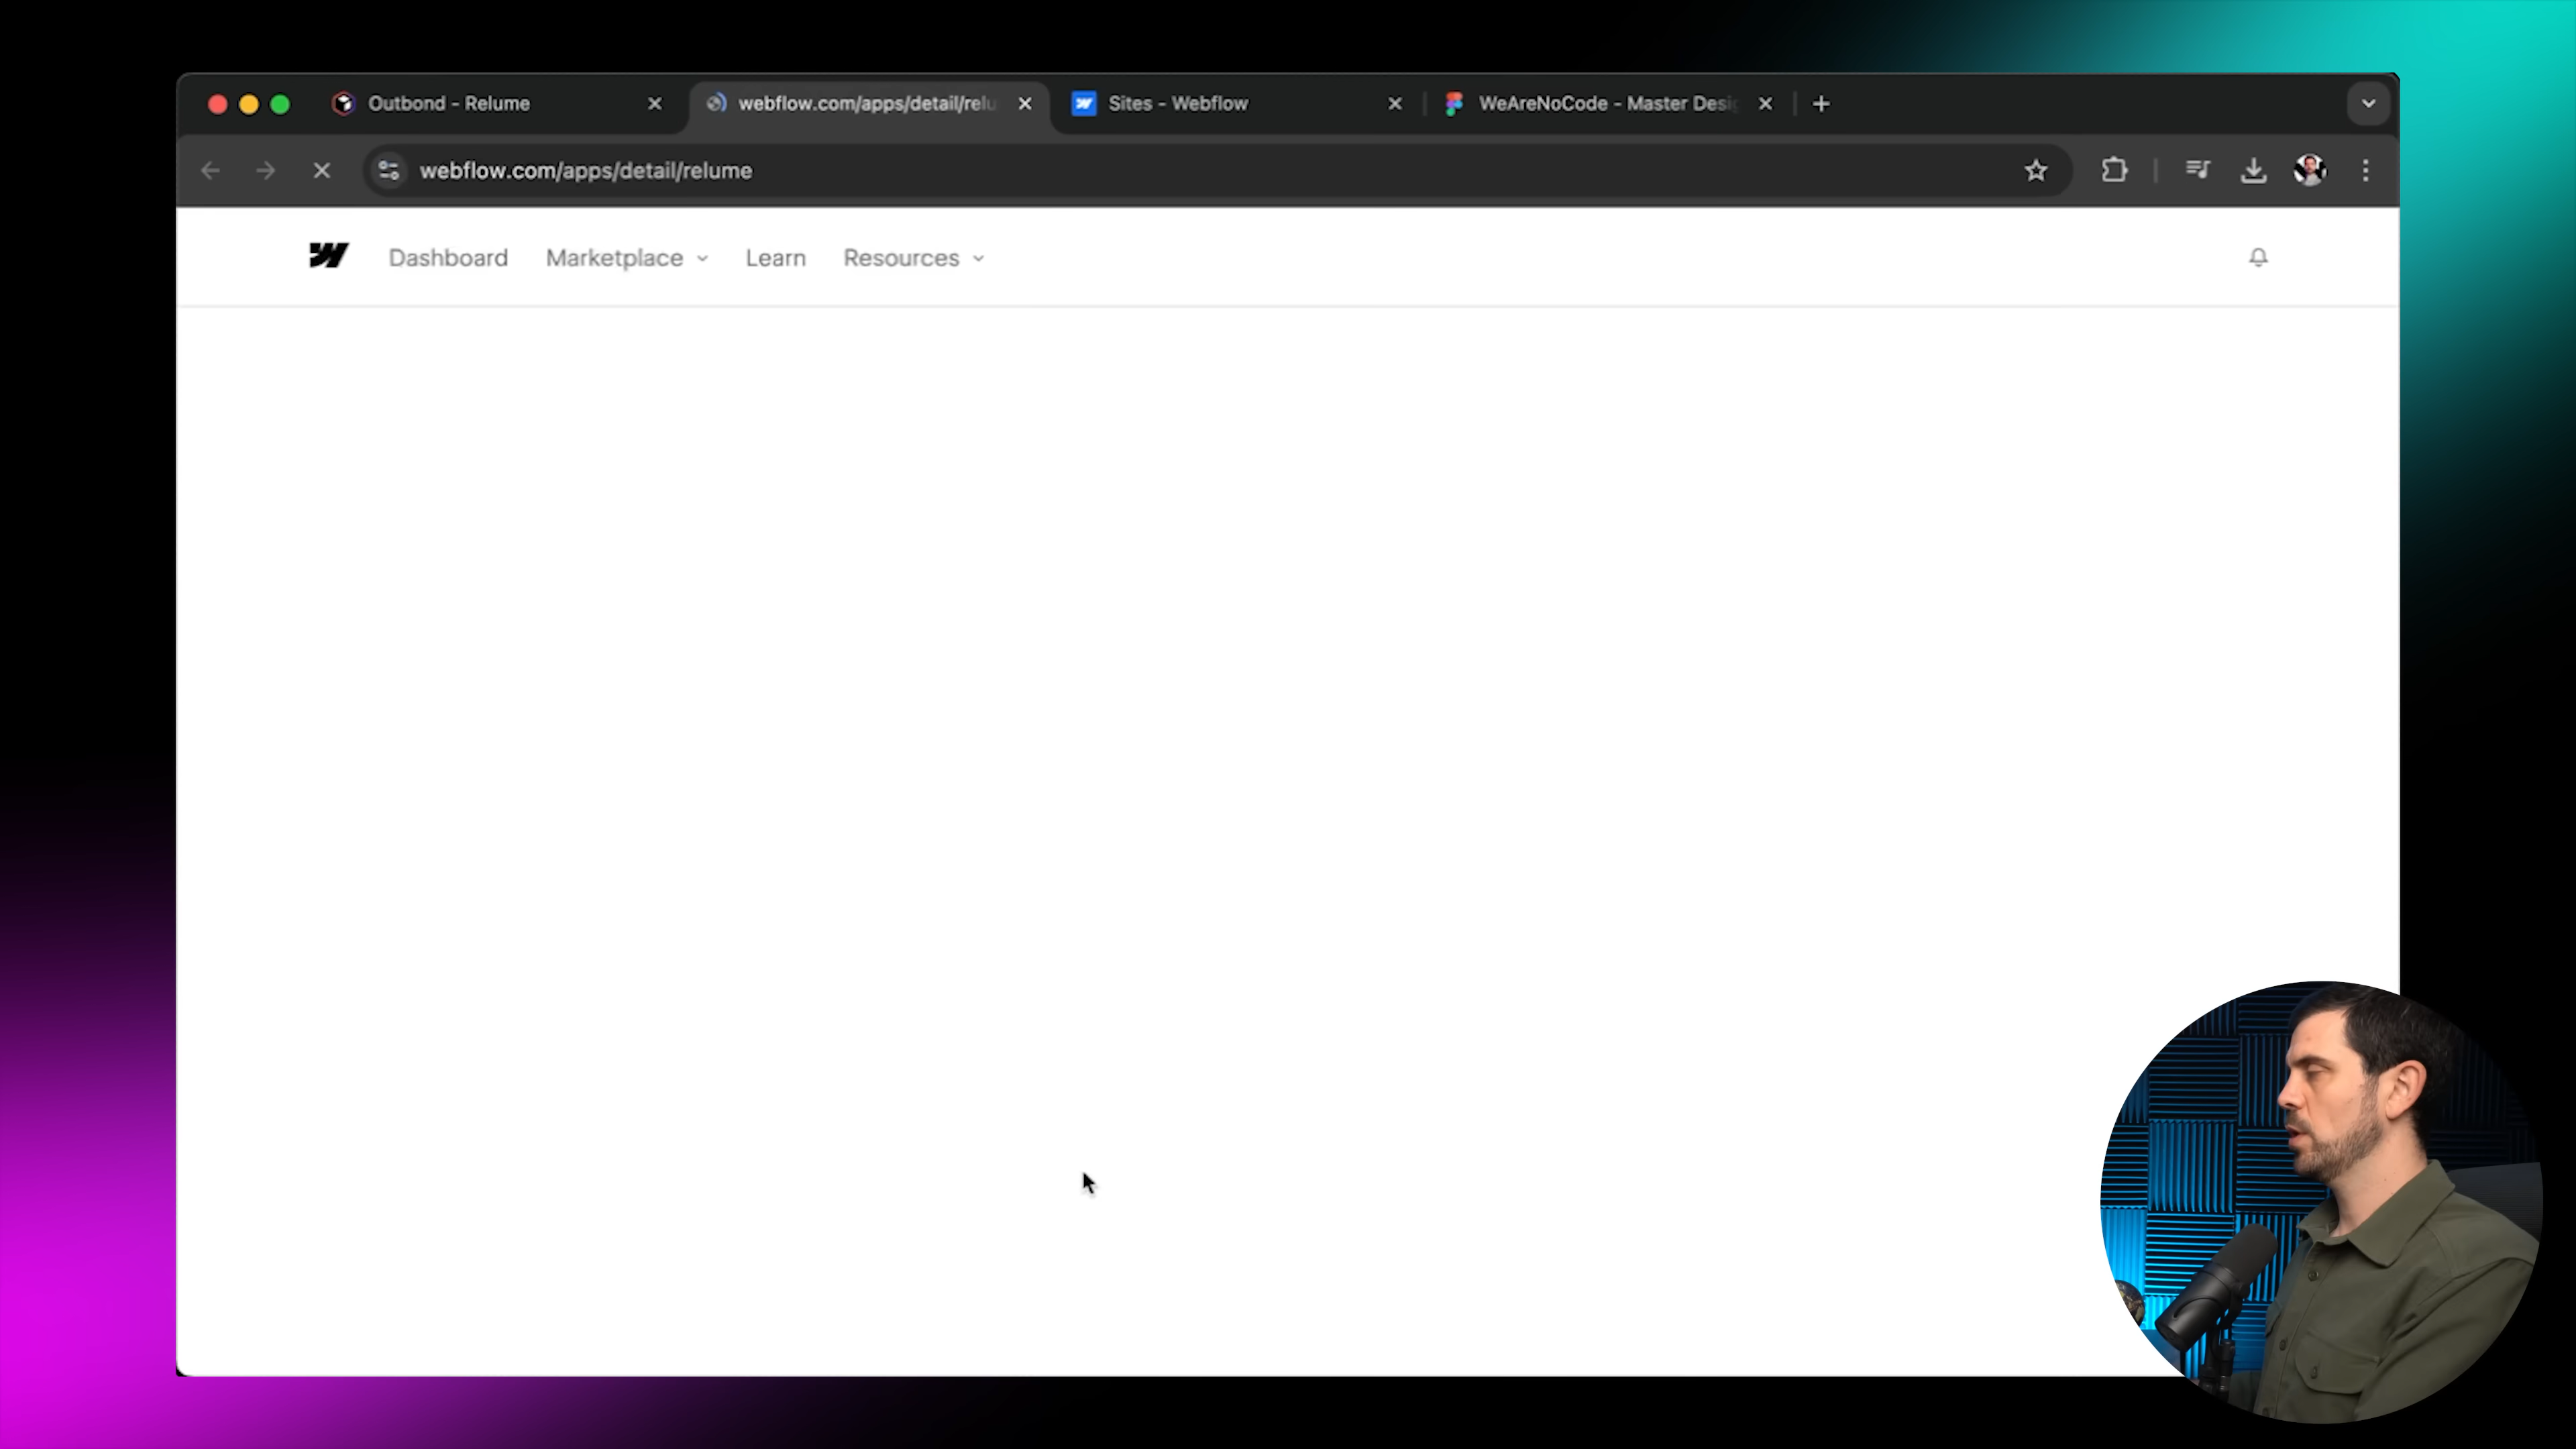 Outbond - Relume
webflow.com/apps/detail/relu
Sites - Webflow
WeAreNoCode - Master Desi
webflow.com/apps/detail/relume
Dashboard
Marketplace
Learn
Resources